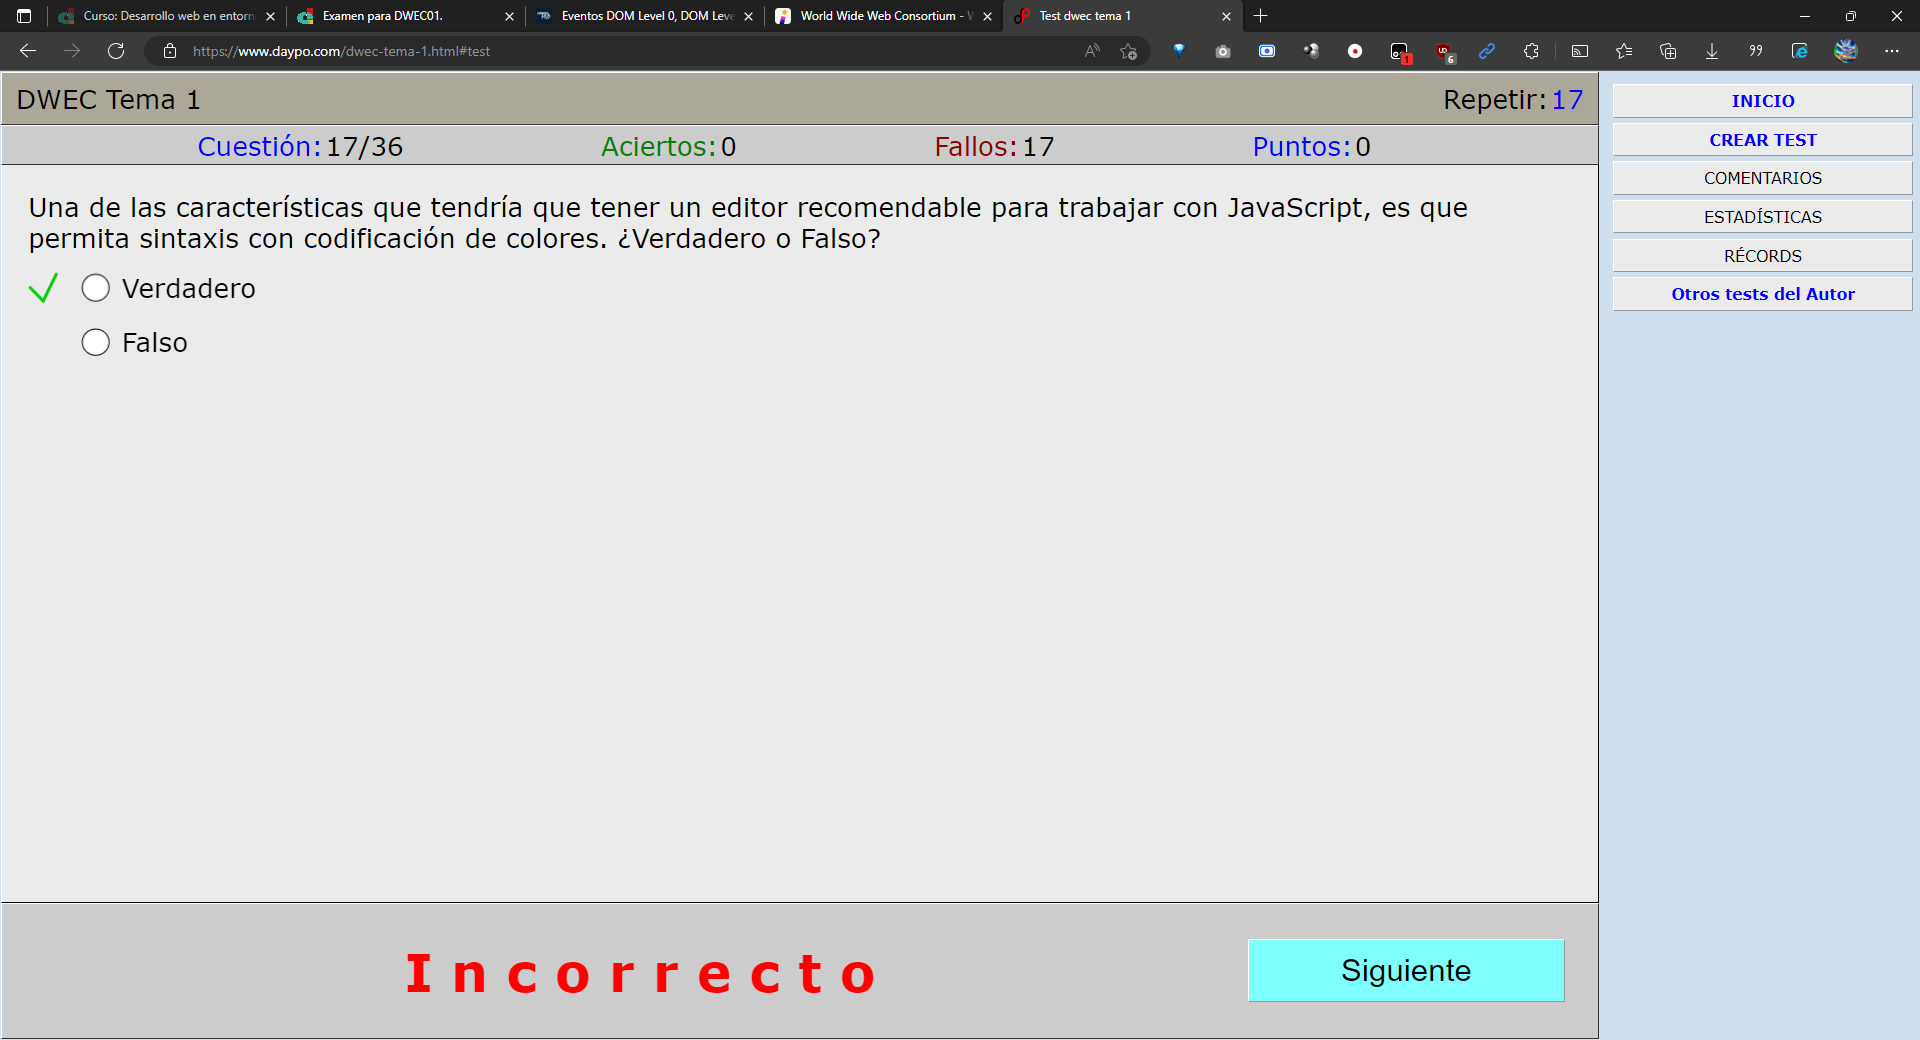 Curso: Desarrollo web en entorn
Examen para DWEC01.
Eventos DOM Level 0, DOM Leve
World Wide Web Consortium - W
Test dwec tema 1
https://www.daypo.com/dwec-tema-1.html#test
1
6
DWEC Tema 1
Repetir: 17
Cuestión: 17/36
Aciertos: 0
Fallos: 17
Puntos: 0
Una de las características que tendría que tener un editor recomendable para trabajar con JavaScript, es que
permita sintaxis con codificación de colores. ¿Verdadero o Falso?
Verdadero
Falso
Incorrecto
Siguiente
INICIO
CREAR TEST
COMENTARIOS
ESTADÍSTICAS
RÉCORDS
Otros tests del Autor